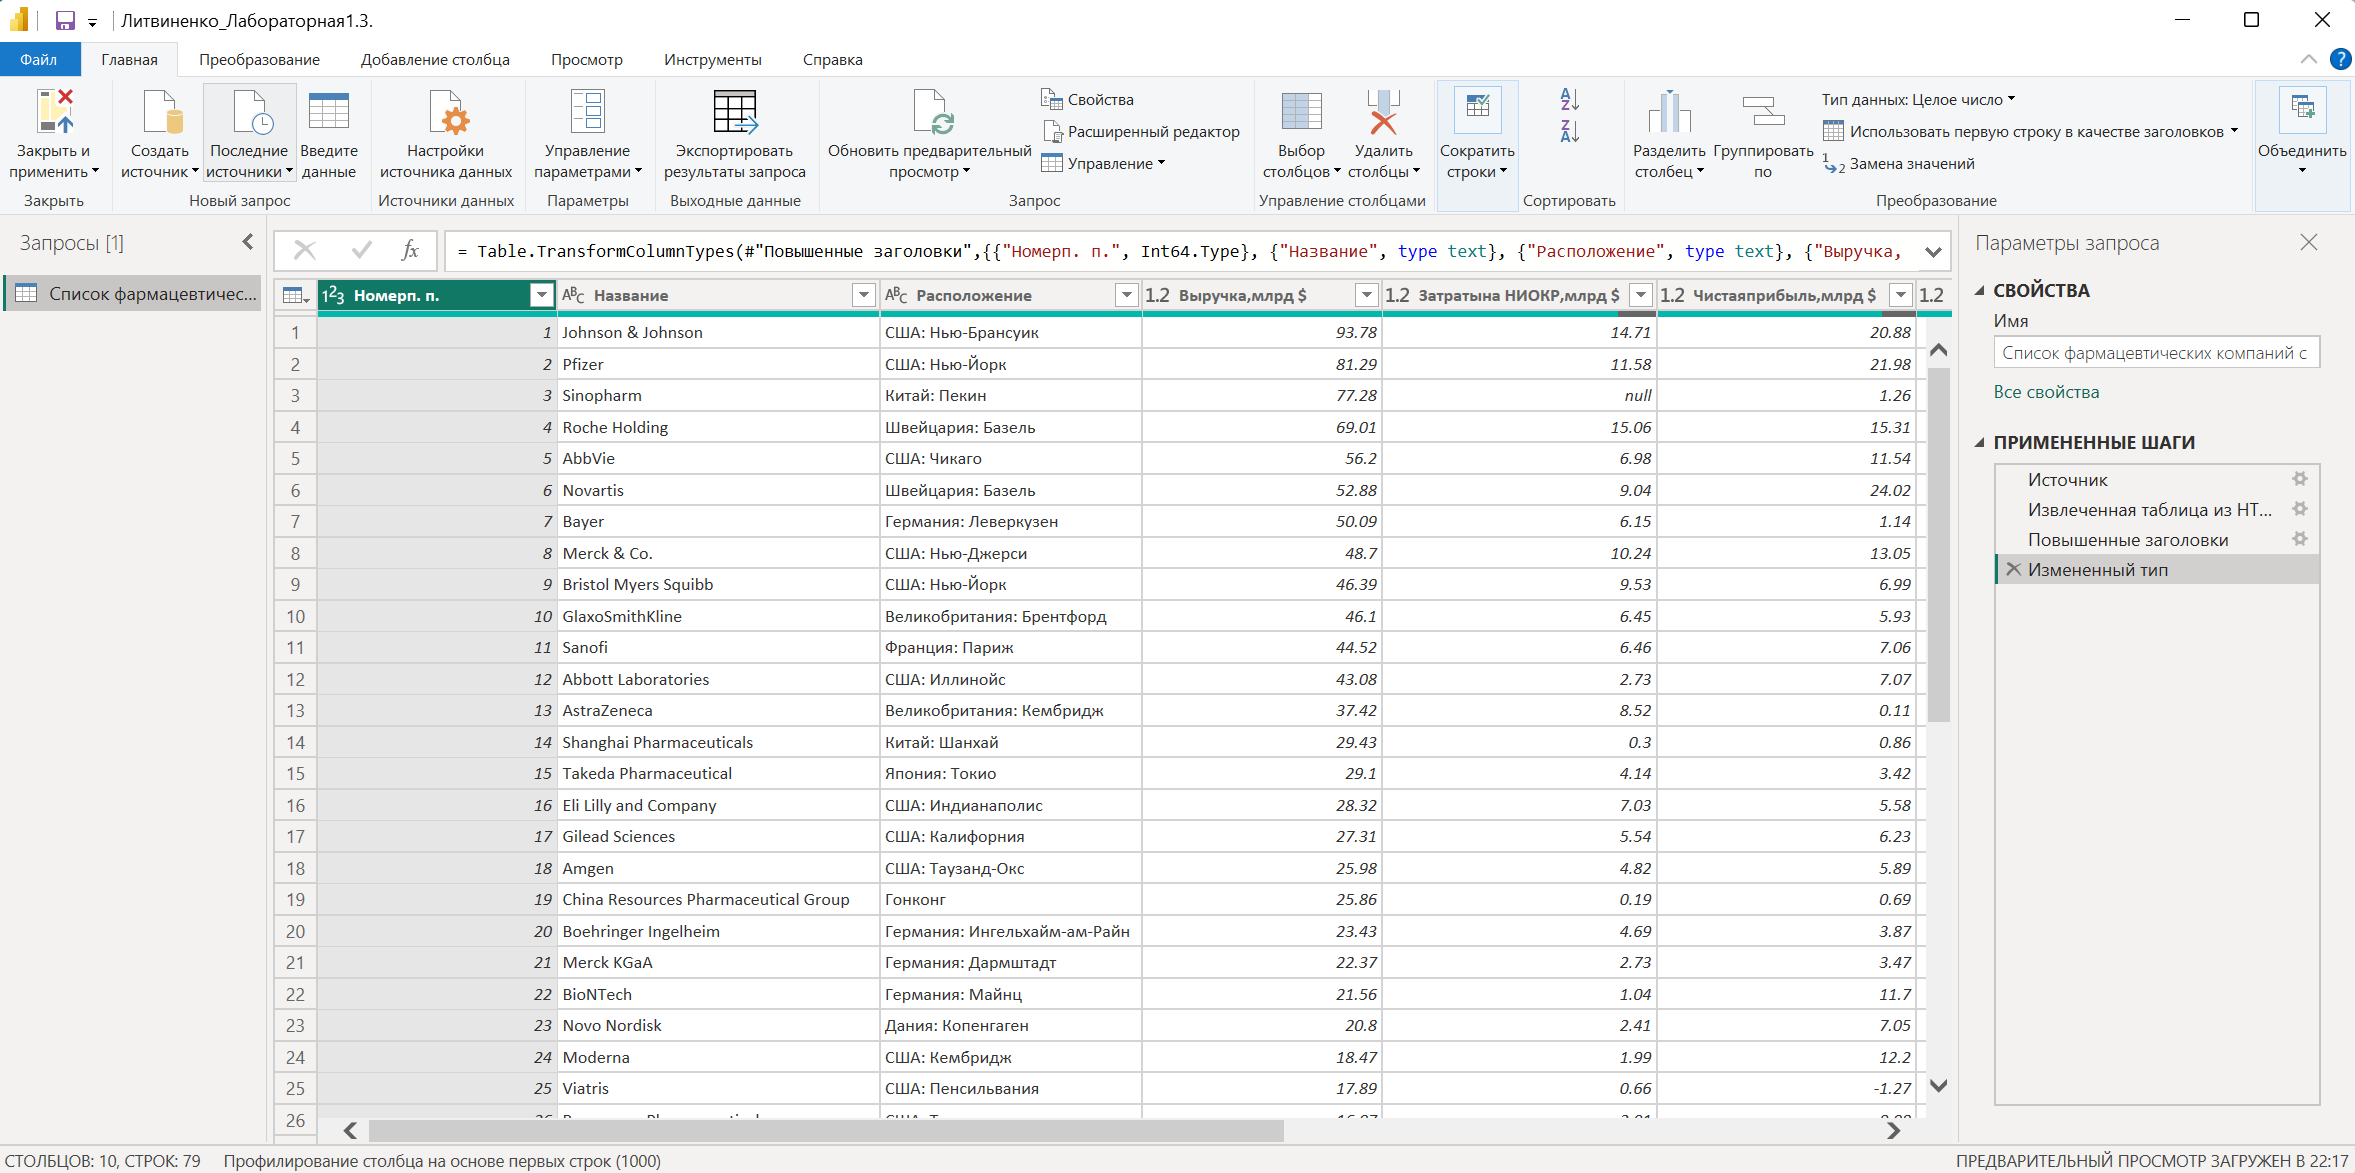 Литвиненко_Лабораторная1.3.
Файл Главная Преобразование Добавление столбца Просмотр Инструменты Справка
Закрыть и применить
Закрыть
Создать источник
Последние источники
Введите данные
Новый запрос
Настройки источника данных
Источники данных
Управление параметрами
Параметры
Экспортировать результаты запроса
Выходные данные
Обновить предварительный просмотр
Свойства
Расширенный редактор
Управление
Запрос
Выбор столбцов
Удалить столбцы
Управление столбцами
Сократить строки
Сортировать
Разделить столбец
Группировать по
Тип данных: Целое число
Использовать первую строку в качестве заголовков
Замена значений
Преобразование
Объединить
Запросы [1]
Список фармацевтичес...
= Table.TransformColumnTypes(#"Повышенные заголовки",{{"Номерп. п.", Int64.Type}, {"Название", type text}, {"Расположение", type text}, {"Выручка,
1²3 Номерп. п. ABC Название ABC Расположение 1.2 Выручка,млрд $ 1.2 Затратына НИОКР,млрд $ 1.2 Чистаяприбыль,млрд $ 1.2
1 1 Johnson & Johnson США: Нью-Брансуик 93.78 14.71 20.88
2 2 Pfizer США: Нью-Йорк 81.29 11.58 21.98
3 3 Sinopharm Китай: Пекин 77.28 null 1.26
4 4 Roche Holding Швейцария: Базель 69.01 15.06 15.31
5 5 AbbVie США: Чикаго 56.2 6.98 11.54
6 6 Novartis Швейцария: Базель 52.88 9.04 24.02
7 7 Bayer Германия: Леверкузен 50.09 6.15 1.14
8 8 Merck & Co. США: Нью-Джерси 48.7 10.24 13.05
9 9 Bristol Myers Squibb США: Нью-Йорк 46.39 9.53 6.99
10 10 GlaxoSmithKline Великобритания: Брентфорд 46.1 6.45 5.93
11 11 Sanofi Франция: Париж 44.52 6.46 7.06
12 12 Abbott Laboratories США: Иллинойс 43.08 2.73 7.07
13 13 AstraZeneca Великобритания: Кембридж 37.42 8.52 0.11
14 14 Shanghai Pharmaceuticals Китай: Шанхай 29.43 0.3 0.86
15 15 Takeda Pharmaceutical Япония: Токио 29.1 4.14 3.42
16 16 Eli Lilly and Company США: Индианаполис 28.32 7.03 5.58
17 17 Gilead Sciences США: Калифорния 27.31 5.54 6.23
18 18 Amgen США: Таузанд-Окс 25.98 4.82 5.89
19 19 China Resources Pharmaceutical Group Гонконг 25.86 0.19 0.69
20 20 Boehringer Ingelheim Германия: Ингельхайм-ам-Райн 23.43 4.69 3.87
21 21 Merck KGaA Германия: Дармштадт 22.37 2.73 3.47
22 22 BioNTech Германия: Майнц 21.56 1.04 11.7
23 23 Novo Nordisk Дания: Копенгаген 20.8 2.41 7.05
24 24 Moderna США: Кембридж 18.47 1.99 12.2
25 25 Viatris США: Пенсильвания 17.89 0.66 -1.27
26
Параметры запроса
СВОЙСТВА
Имя
Список фармацевтических компаний с
Все свойства
ПРИМЕНЕННЫЕ ШАГИ
Источник
Извлеченная таблица из HT...
Повышенные заголовки
Измененный тип
СТОЛБЦОВ: 10, СТРОК: 79 Профилирование столбца на основе первых строк (1000)
ПРЕДВАРИТЕЛЬНЫЙ ПРОСМОТР ЗАГРУЖЕН В 22:17